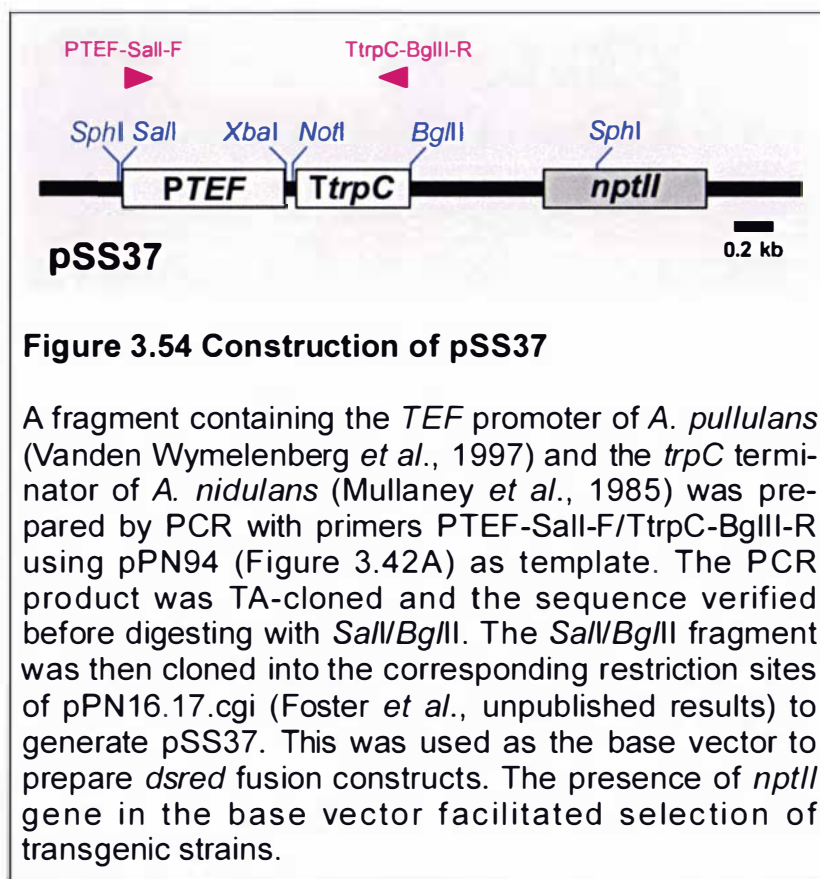 PTEF-SalI-F TtrpC-BglII-R
SphI SalI XbaI NotI BglII SphI
PTEF TtrpC nptII
0.2 kb
pSS37
Figure 3.54 Construction of pSS37
A fragment containing the TEF promoter of A. pullulans
(Vanden Wymelenberg et al., 1997) and the trpC termi-
nator of A. nidulans (Mullaney et al., 1985) was pre-
pared by PCR with primers PTEF-SalI-F/TtrpC-BglII-R
using pPN94 (Figure 3.42A) as template. The PCR
product was TA-cloned and the sequence verified
before digesting with SalI/BglII. The SalI/BglII fragment
was then cloned into the corresponding restriction sites
of pPN16.17.cgi (Foster et al., unpublished results) to
generate pSS37. This was used as the base vector to
prepare dsred fusion constructs. The presence of nptII
gene in the base vector facilitated selection of
transgenic strains.